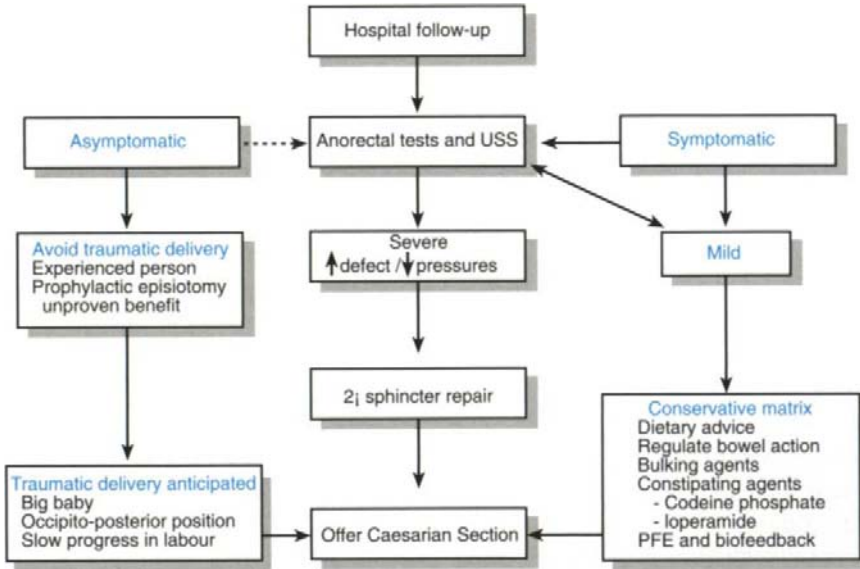 Hospital follow-up
Asymptomatic
Anorectal tests and USS
Symptomatic
Avoid traumatic delivery
Experienced person
Prophylactic episiotomy
unproven benefit
Severe
↑ defect / ↓ pressures
Mild
2¡ sphincter repair
Conservative matrix
Dietary advice
Regulate bowel action
Bulking agents
Constipating agents
- Codeine phosphate
- loperamide
PFE and biofeedback
Traumatic delivery anticipated
Big baby
Occipito-posterior position
Slow progress in labour
Offer Caesarian Section